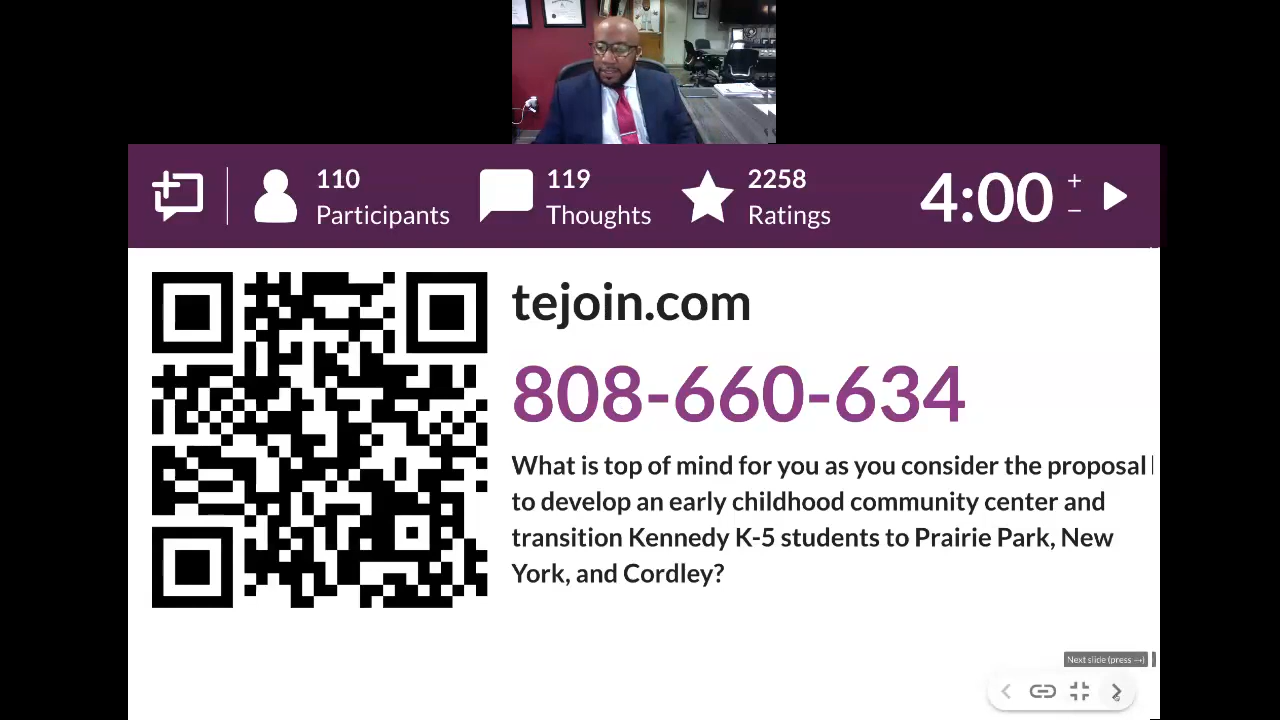 110
Participants
119
Thoughts
2258
Ratings
4:00
+
−
tejoin.com
808-660-634
What is top of mind for you as you consider the proposal
to develop an early childhood community center and
transition Kennedy K-5 students to Prairie Park, New
York, and Cordley?
Next slide (press →)